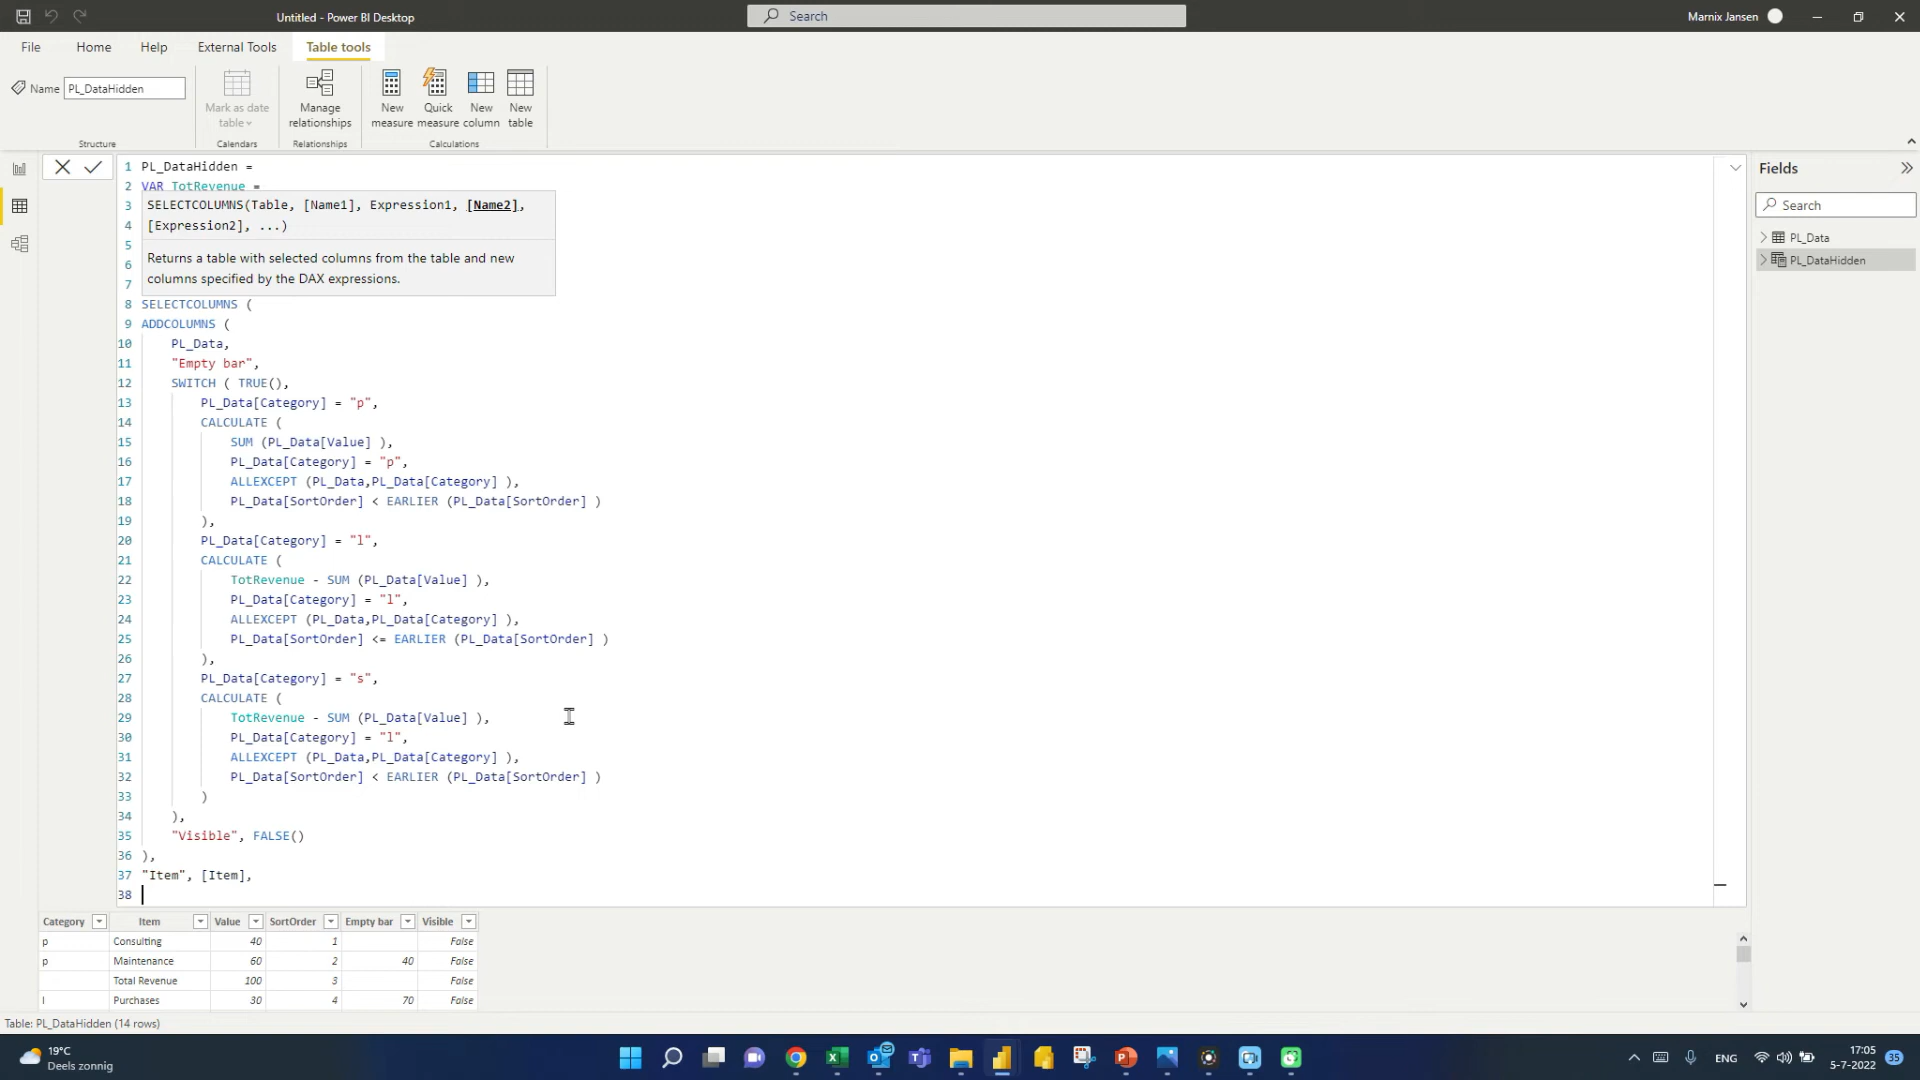 Untitled - Power BI Desktop
Search
Marnix Jansen
File
Home
Help
External Tools
Table tools
Name
PL_DataHidden
Mark as date
table
Manage
relationships
New
measure
Quick
measure
New
column
New
table
Structure
Calendars
Relationships
Calculations
1 PL_DataHidden =
2 VAR TotRevenue =
3
4
5
6
7
SELECTCOLUMNS(Table, [Name1], Expression1, [Name2],
[Expression2], ...)
Returns a table with selected columns from the table and new
columns specified by the DAX expressions.
8 SELECTCOLUMNS (
9 ADDCOLUMNS (
10 PL_Data,
11 "Empty bar",
12 SWITCH ( TRUE(),
13 PL_Data[Category] = "p",
14 CALCULATE (
15 SUM (PL_Data[Value] ),
16 PL_Data[Category] = "p",
17 ALLEXCEPT (PL_Data,PL_Data[Category] ),
18 PL_Data[SortOrder] < EARLIER (PL_Data[SortOrder] )
19 ),
20 PL_Data[Category] = "l",
21 CALCULATE (
22 TotRevenue - SUM (PL_Data[Value] ),
23 PL_Data[Category] = "l",
24 ALLEXCEPT (PL_Data,PL_Data[Category] ),
25 PL_Data[SortOrder] <= EARLIER (PL_Data[SortOrder] )
26 ),
27 PL_Data[Category] = "s",
28 CALCULATE (
29 TotRevenue - SUM (PL_Data[Value] ),
30 PL_Data[Category] = "l",
31 ALLEXCEPT (PL_Data,PL_Data[Category] ),
32 PL_Data[SortOrder] < EARLIER (PL_Data[SortOrder] )
33 )
34 ),
35 "Visible", FALSE()
36 ),
37 "Item", [Item],
38
Fields
Search
PL_Data
PL_DataHidden
Category Item Value SortOrder Empty bar Visible
p Consulting 40 1 False
p Maintenance 60 2 40 False
Total Revenue 100 3 False
l Purchases 30 4 70 False
Table: PL_DataHidden (14 rows)
19°C
Deels zonnig
ENG
17:05
5-7-2022
35